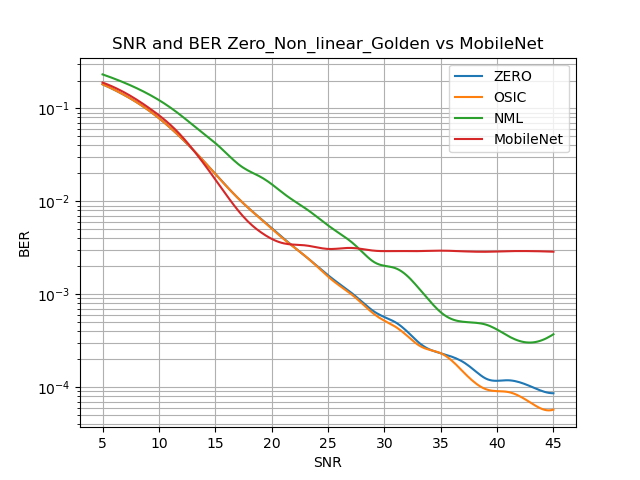 SNR and BER Zero_Non_linear_Golden vs MobileNet
ZERO
OSIC
NML
MobileNet
BER
10⁻¹
10⁻²
10⁻³
10⁻⁴
5 10 15 20 25 30 35 40 45
SNR